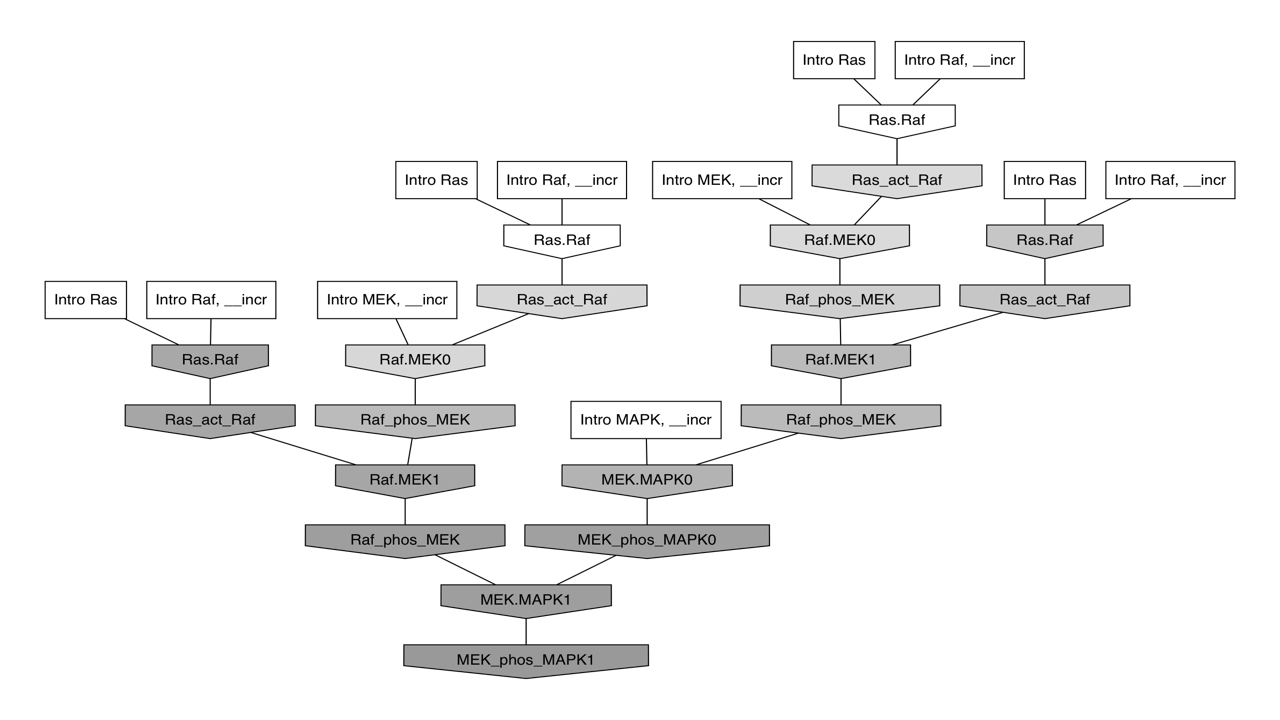 Intro Ras
Intro Raf, __incr
Ras.Raf
Intro Ras
Intro Raf, __incr
Intro MEK, __incr
Ras_act_Raf
Intro Ras
Intro Raf, __incr
Ras.Raf
Raf.MEK0
Ras.Raf
Intro Ras
Intro Raf, __incr
Intro MEK, __incr
Ras_act_Raf
Raf_phos_MEK
Ras_act_Raf
Ras.Raf
Raf.MEK0
Raf.MEK1
Ras_act_Raf
Raf_phos_MEK
Intro MAPK, __incr
Raf_phos_MEK
Raf.MEK1
MEK.MAPK0
Raf_phos_MEK
MEK_phos_MAPK0
MEK.MAPK1
MEK_phos_MAPK1